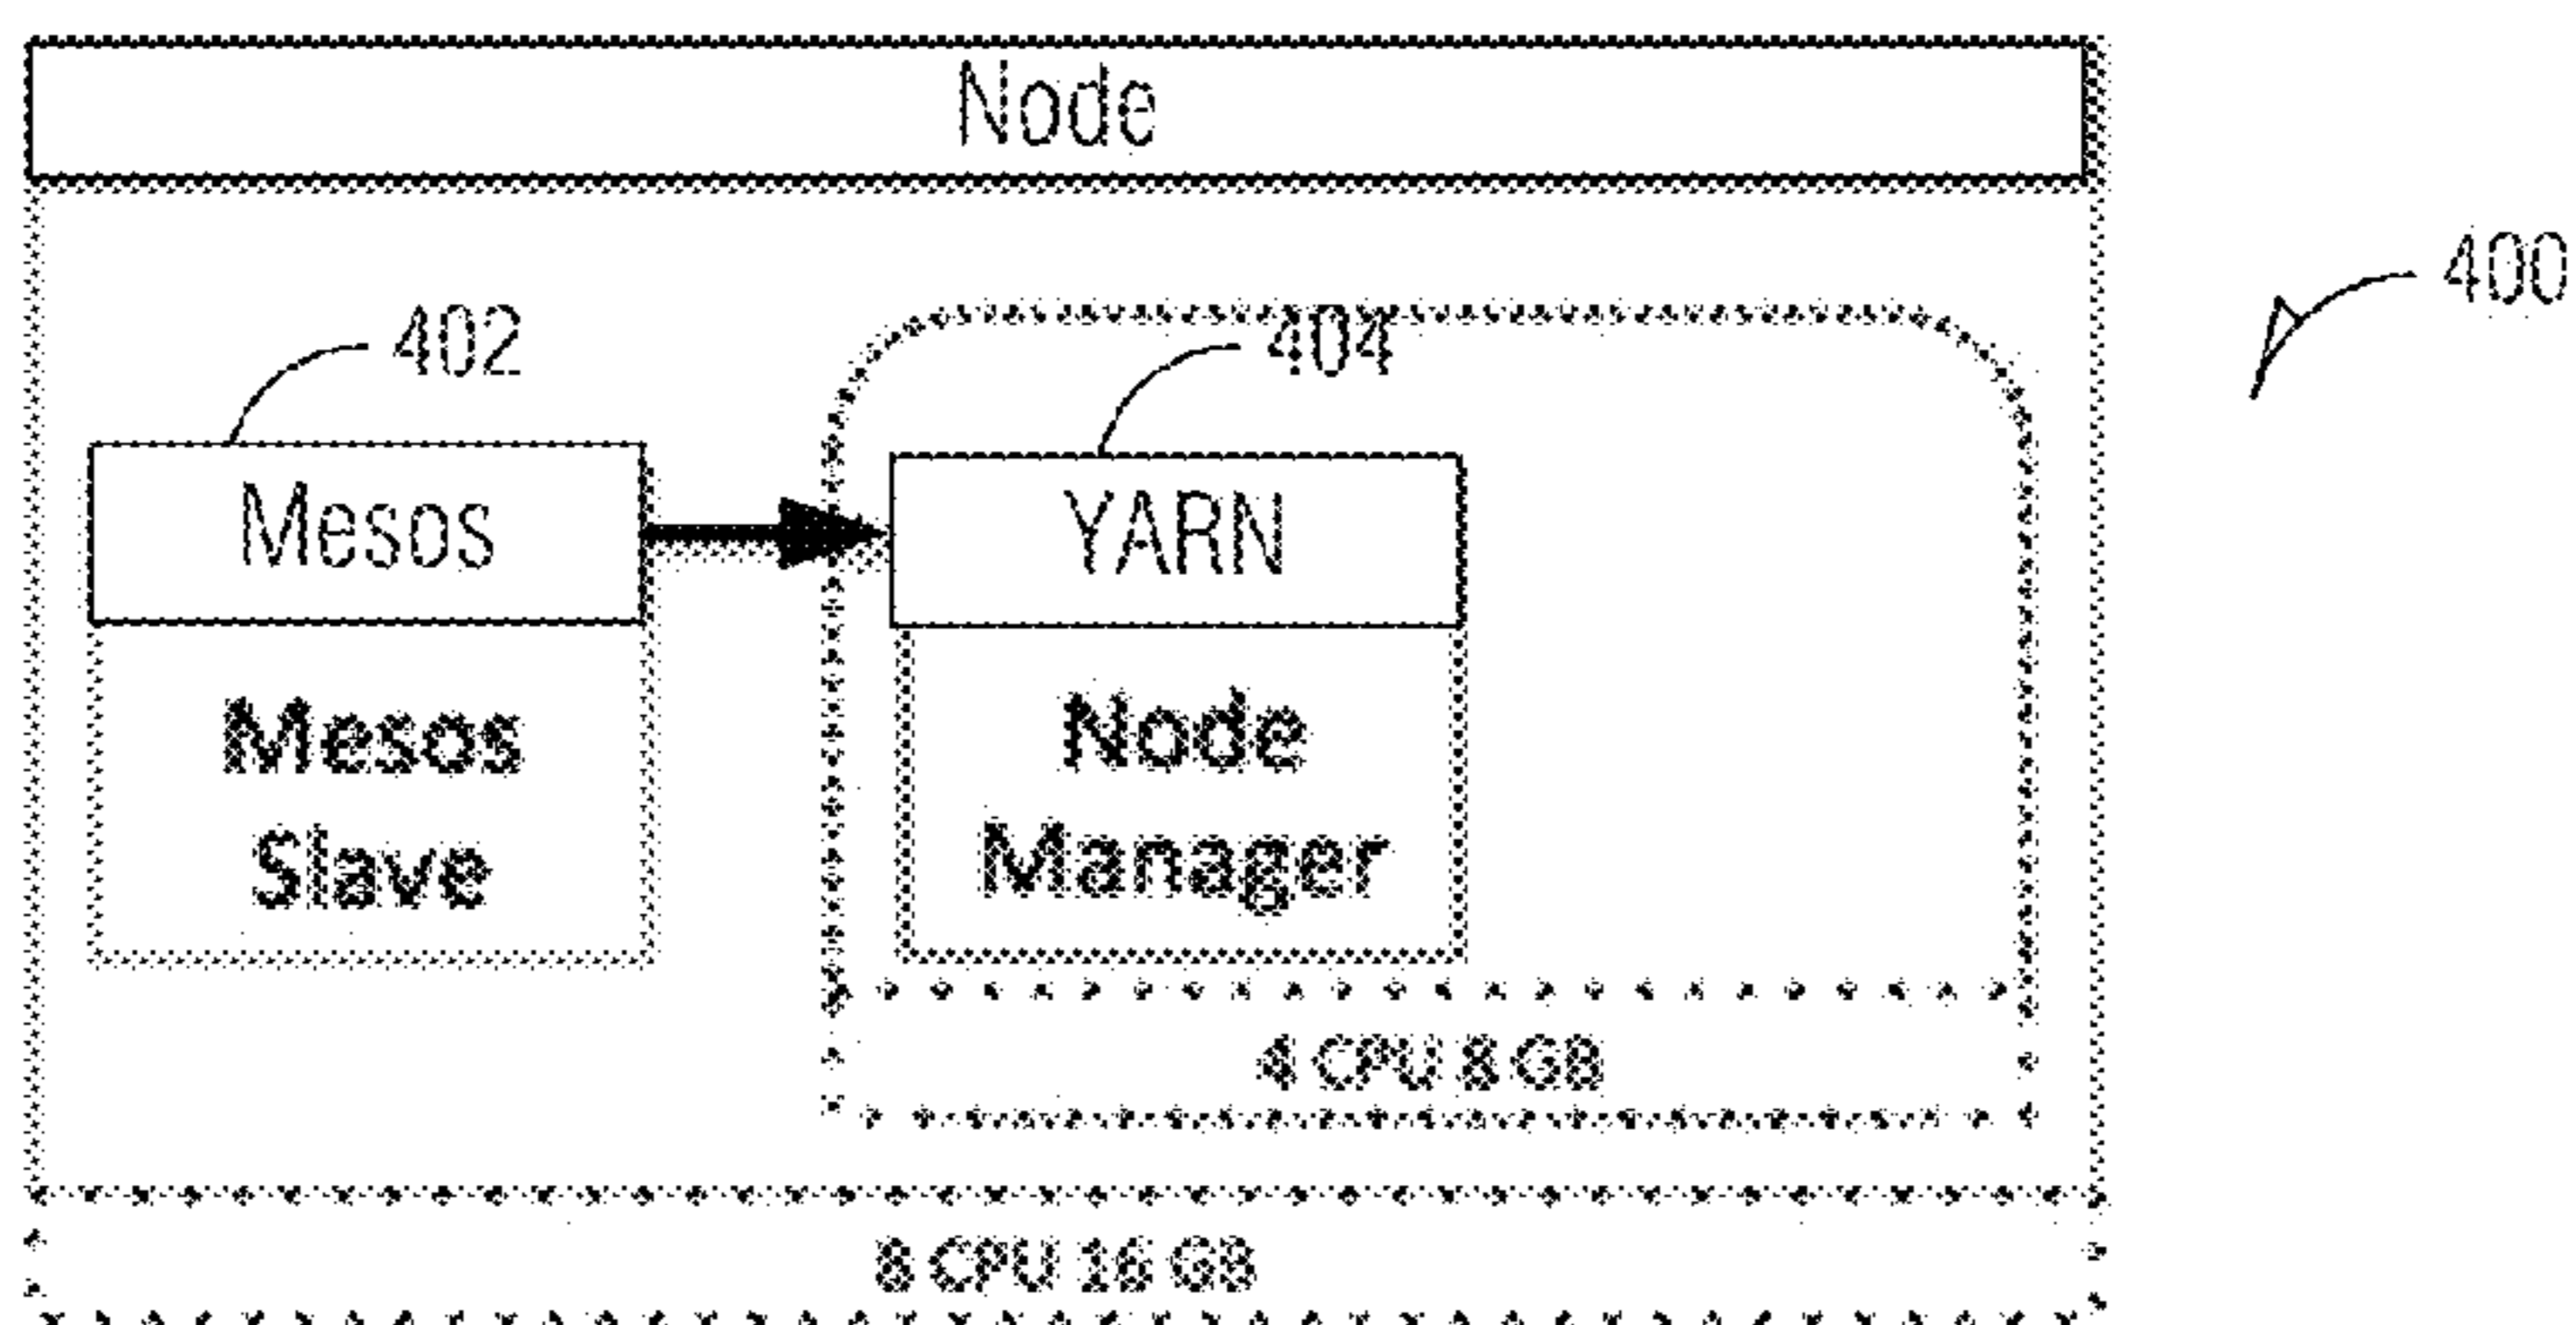 Node
400
402
404
Mesos
YARN
Mesos
Slave
Node
Manager
4 CPU 8 GB
8 CPU 16 GB